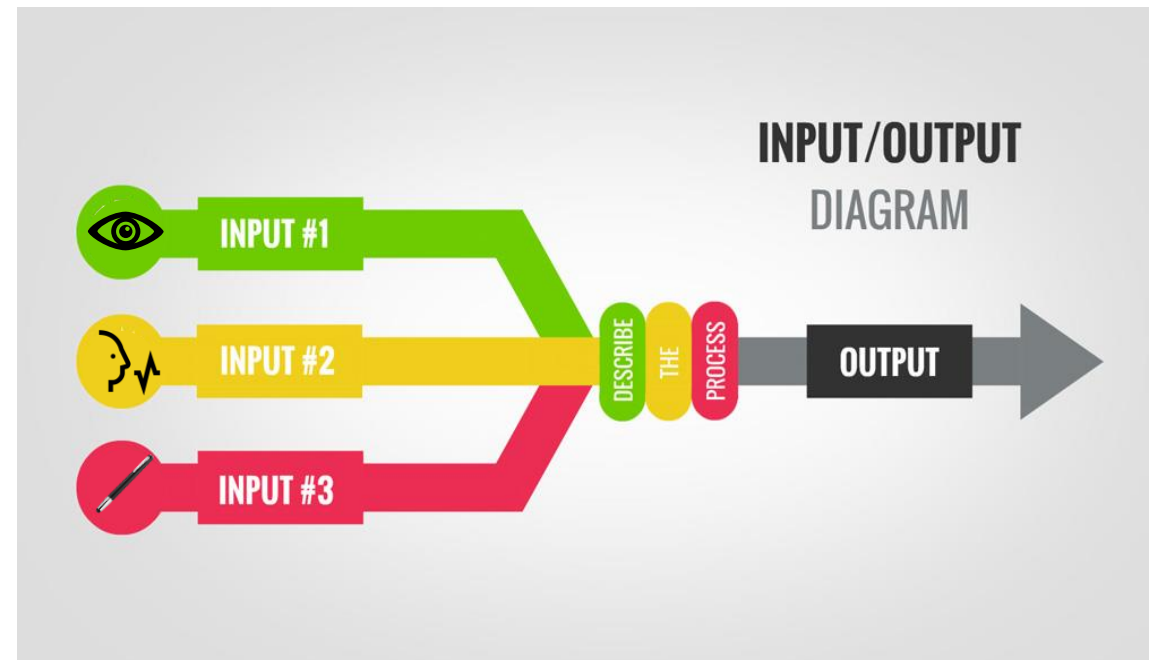 INPUT/OUTPUT
DIAGRAM
INPUT #1
INPUT #2
INPUT #3
DESCRIBE
THE
PROCESS
OUTPUT